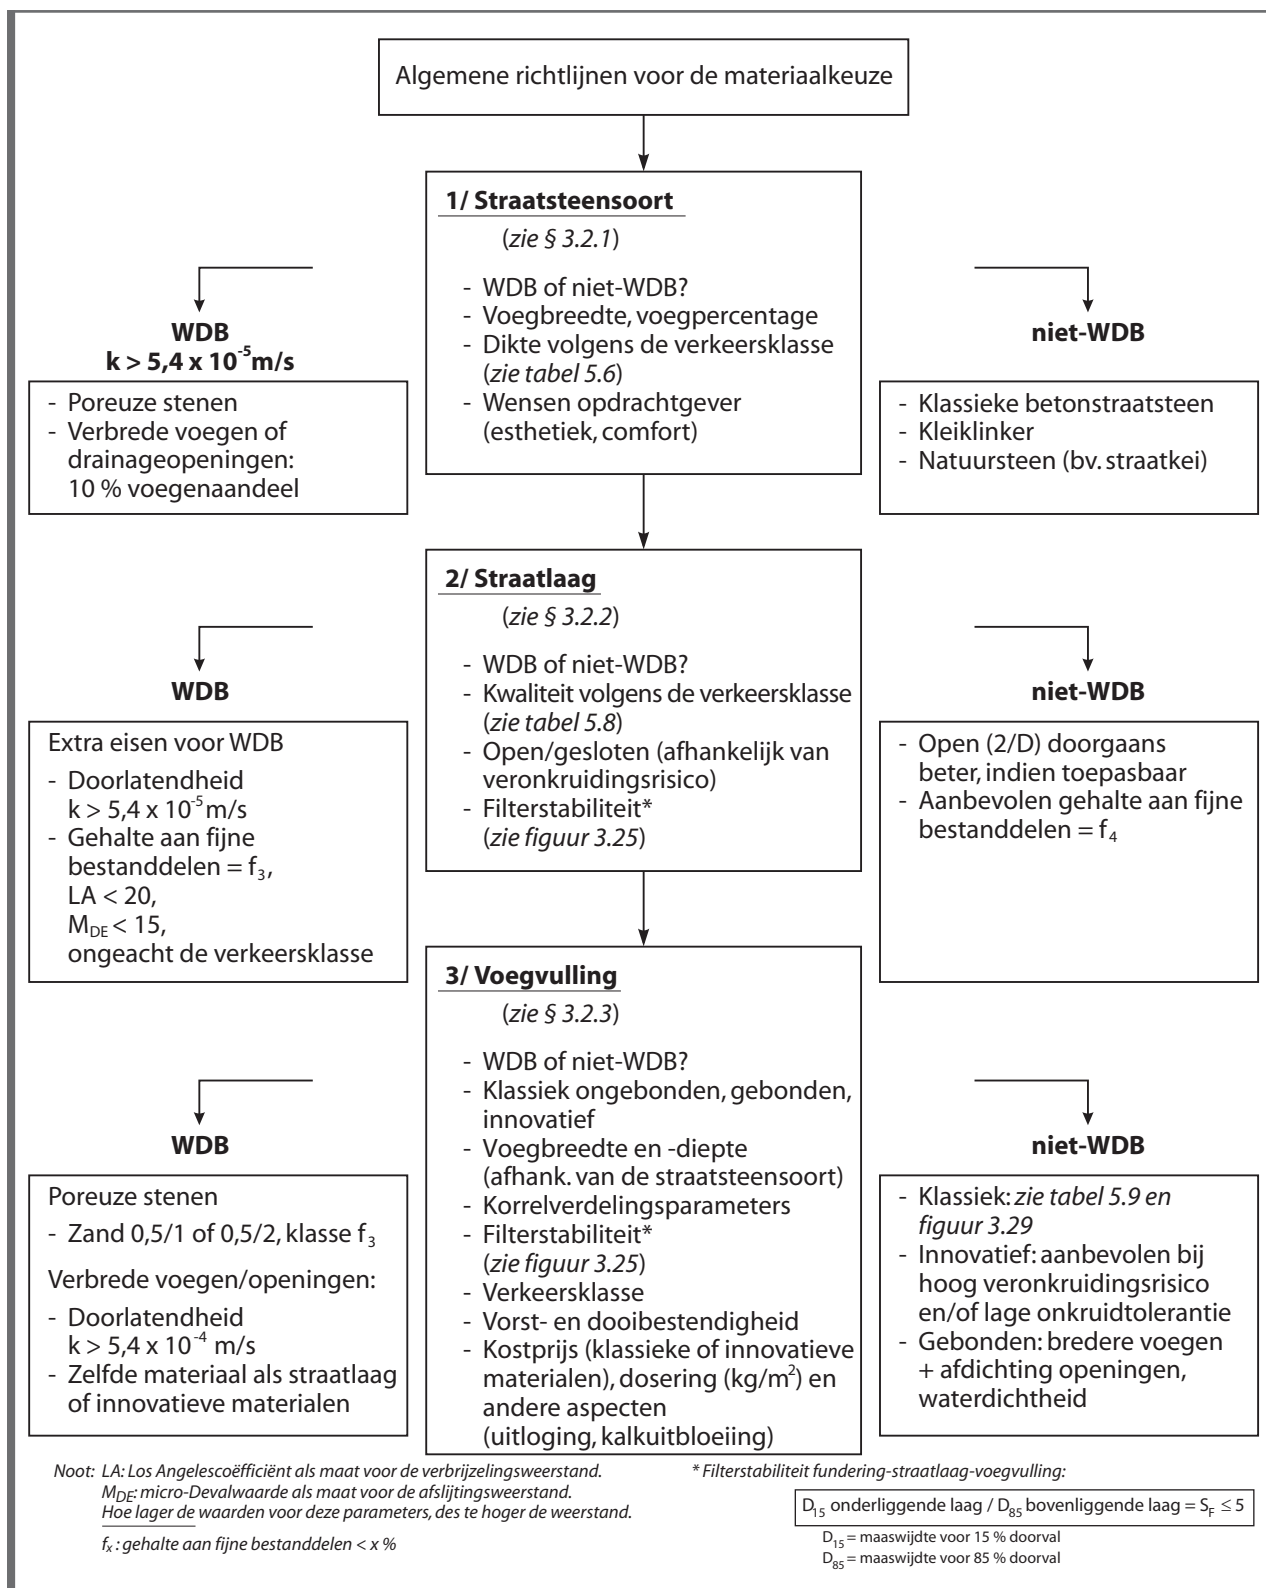 Algemene richtlijnen voor de materiaalkeuze
1/ Straatsteensoort
(zie § 3.2.1)
- WDB of niet-WDB?
- Voegbreedte, voegpercentage
- Dikte volgens de verkeersklasse
(zie tabel 5.6)
- Wensen opdrachtgever
(esthetiek, comfort)
WDB
k > 5,4 x 10⁻⁵ m/s
- Poreuze stenen
- Verbrede voegen of
drainageopeningen:
10 % voegenaandeel
niet-WDB
- Klassieke betonstraatsteen
- Kleiklinker
- Natuursteen (bv. straatkei)
2/ Straatlaag
(zie § 3.2.2)
- WDB of niet-WDB?
- Kwaliteit volgens de verkeersklasse
(zie tabel 5.8)
- Open/gesloten (afhankelijk van
veronkruidingsrisico)
- Filterstabiliteit*
(zie figuur 3.25)
WDB
Extra eisen voor WDB
- Doorlatendheid
k > 5,4 x 10⁻⁵ m/s
- Gehalte aan fijne
bestanddelen = f₃,
LA < 20,
M_DE < 15,
ongeacht de verkeersklasse
niet-WDB
- Open (2/D) doorgaans
beter, indien toepasbaar
- Aanbevolen gehalte aan fijne
bestanddelen = f₄
3/ Voegvulling
(zie § 3.2.3)
- WDB of niet-WDB?
- Klassiek ongebonden, gebonden,
innovatief
- Voegbreedte en -diepte
(afhank. van de straatsteensoort)
- Korrelverdelingsparameters
- Filterstabiliteit*
(zie figuur 3.25)
- Verkeersklasse
- Vorst- en dooibestendigheid
- Kostprijs (klassieke of innovatieve
materialen), dosering (kg/m²) en
andere aspecten
(uitloging, kalkuitbloeiing)
WDB
Poreuze stenen
- Zand 0,5/1 of 0,5/2, klasse f₃
Verbrede voegen/openingen:
- Doorlatendheid
k > 5,4 x 10⁻⁴ m/s
- Zelfde materiaal als straatlaag
of innovatieve materialen
niet-WDB
- Klassiek: zie tabel 5.9 en
figuur 3.29
- Innovatief: aanbevolen bij
hoog veronkruidingsrisico
en/of lage onkruidtolerantie
- Gebonden: bredere voegen
+ afdichting openingen,
waterdichtheid
Noot: LA: Los Angelescoëfficiënt als maat voor de verbrijzelingsweerstand.
M_DE: micro-Devalwaarde als maat voor de afslijtingsweerstand.
Hoe lager de waarden voor deze parameters, des te hoger de weerstand.
fₓ : gehalte aan fijne bestanddelen < x %
* Filterstabiliteit fundering-straatlaag-voegvulling:
D₁₅ onderliggende laag / D₈₅ bovenliggende laag = S_F ≤ 5
D₁₅ = maaswijdte voor 15 % doorval
D₈₅ = maaswijdte voor 85 % doorval